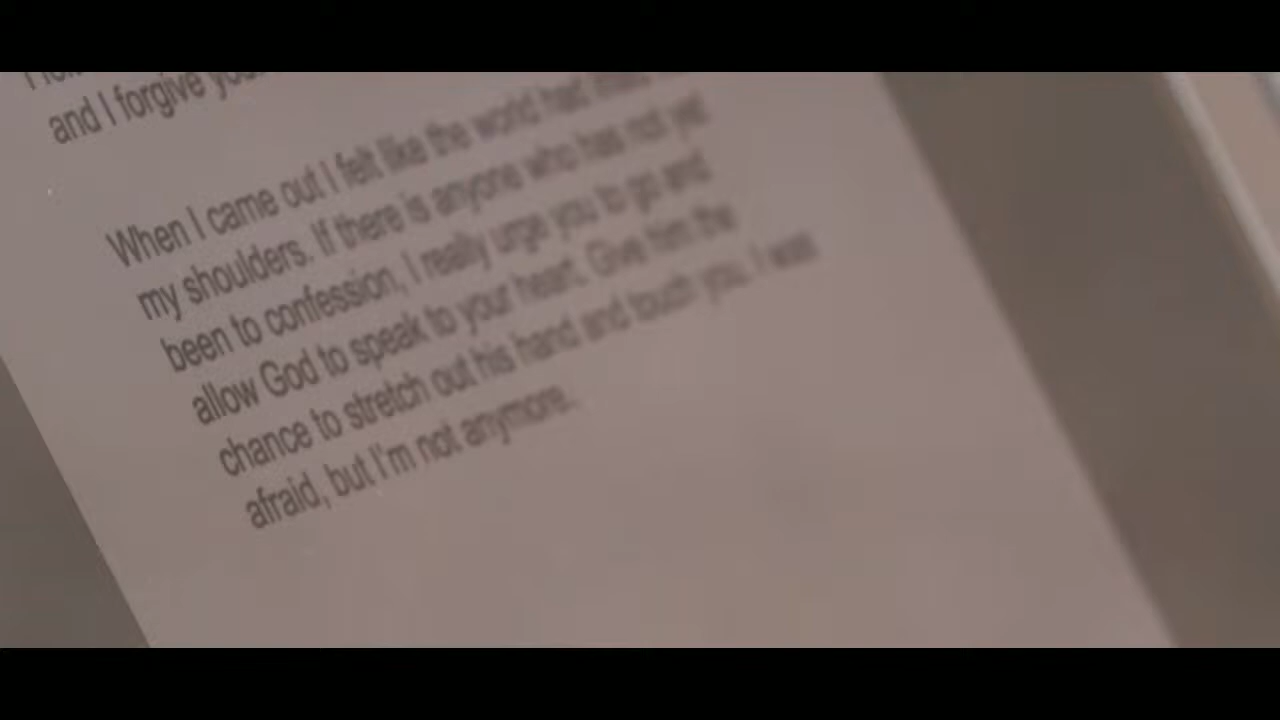 and I forgive you
When I came out I felt like the world had
my shoulders. If there is anyone who has not yet
been to confession, I really urge you to go and
allow God to speak to your heart. Give him the
chance to stretch out his hand and touch you. I was
afraid, but I'm not anymore.